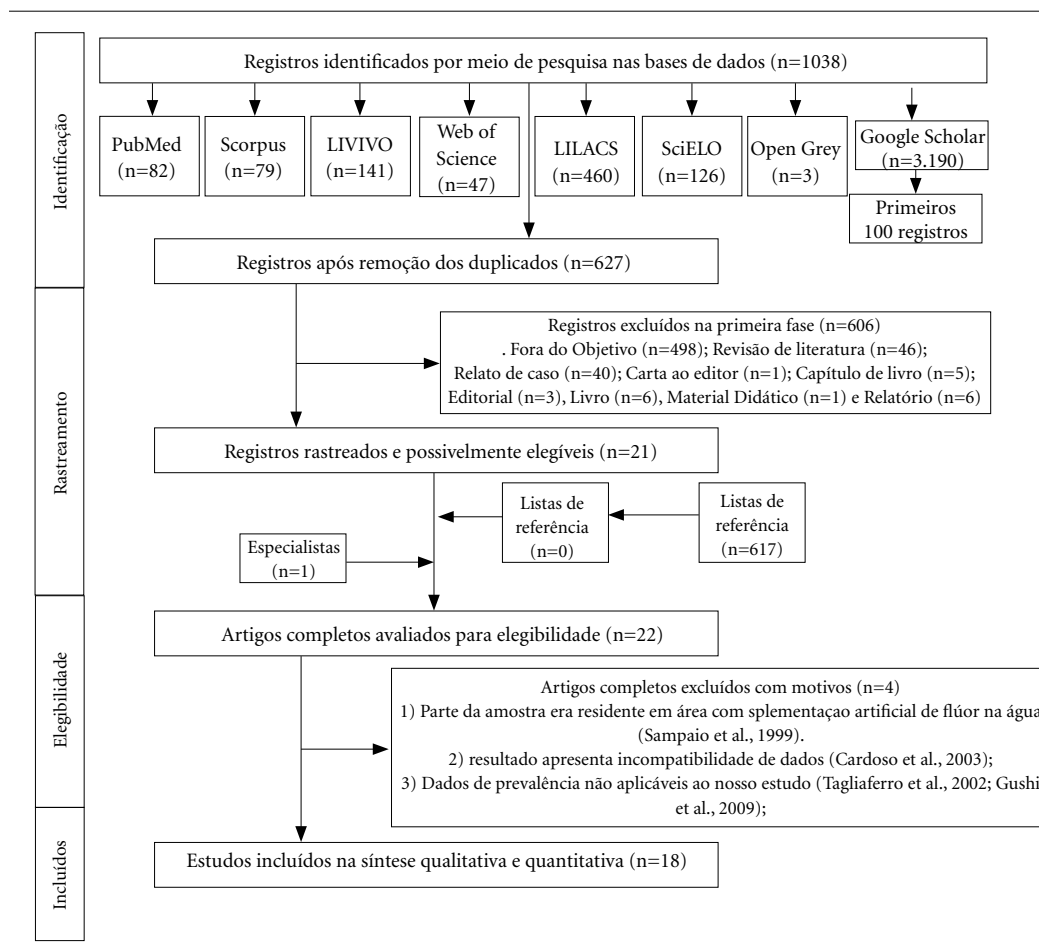 Identificação
Registros identificados por meio de pesquisa nas bases de dados (n=1038)
PubMed
(n=82)
Scorpus
(n=79)
LIVIVO
(n=141)
Web of
Science
(n=47)
LILACS
(n=460)
SciELO
(n=126)
Open Grey
(n=3)
Google Scholar
(n=3.190)
Primeiros
100 registros
Registros após remoção dos duplicados (n=627)
Rastreamento
Registros excluídos na primeira fase (n=606)
. Fora do Objetivo (n=498); Revisão de literatura (n=46);
Relato de caso (n=40); Carta ao editor (n=1); Capítulo de livro (n=5);
Editorial (n=3), Livro (n=6), Material Didático (n=1) e Relatório (n=6)
Registros rastreados e possivelmente elegíveis (n=21)
Listas de
referência
(n=0)
Listas de
referência
(n=617)
Especialistas
(n=1)
Elegibilidade
Artigos completos avaliados para elegibilidade (n=22)
Artigos completos excluídos com motivos (n=4)
1) Parte da amostra era residente em área com splementaçao artificial de flúor na água
(Sampaio et al., 1999).
2) resultado apresenta incompatibilidade de dados (Cardoso et al., 2003);
3) Dados de prevalência não aplicáveis ao nosso estudo (Tagliaferro et al., 2002; Gushi
et al., 2009);
Incluídos
Estudos incluídos na síntese qualitativa e quantitativa (n=18)